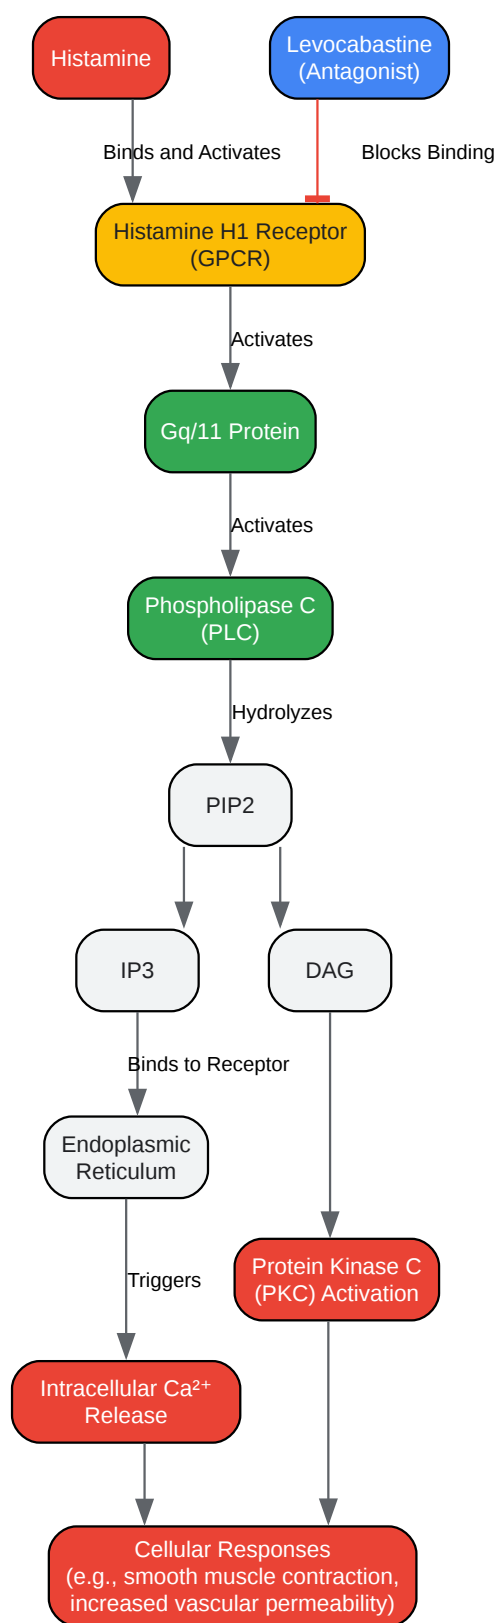 Histamine
Levocabastine
(Antagonist)
Binds and Activates
Blocks Binding
Histamine H1 Receptor
(GPCR)
Activates
Gq/11 Protein
Activates
Phospholipase C
(PLC)
Hydrolyzes
PIP2
IP3
DAG
Binds to Receptor
Endoplasmic
Reticulum
Protein Kinase C
(PKC) Activation
Triggers
Intracellular Ca²⁺
Release
Cellular Responses
(e.g., smooth muscle contraction,
increased vascular permeability)